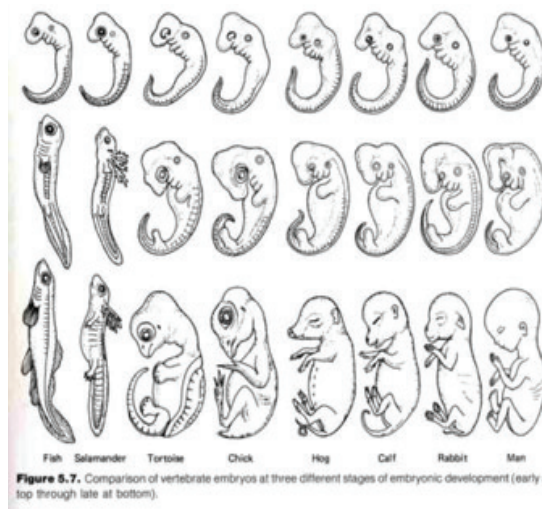 Fish Salamander Tortoise Chick Hog Calf Rabbit Man
Figure 5.7. Comparison of vertebrate embryos at three different stages of embryonic development (early
top through late at bottom).